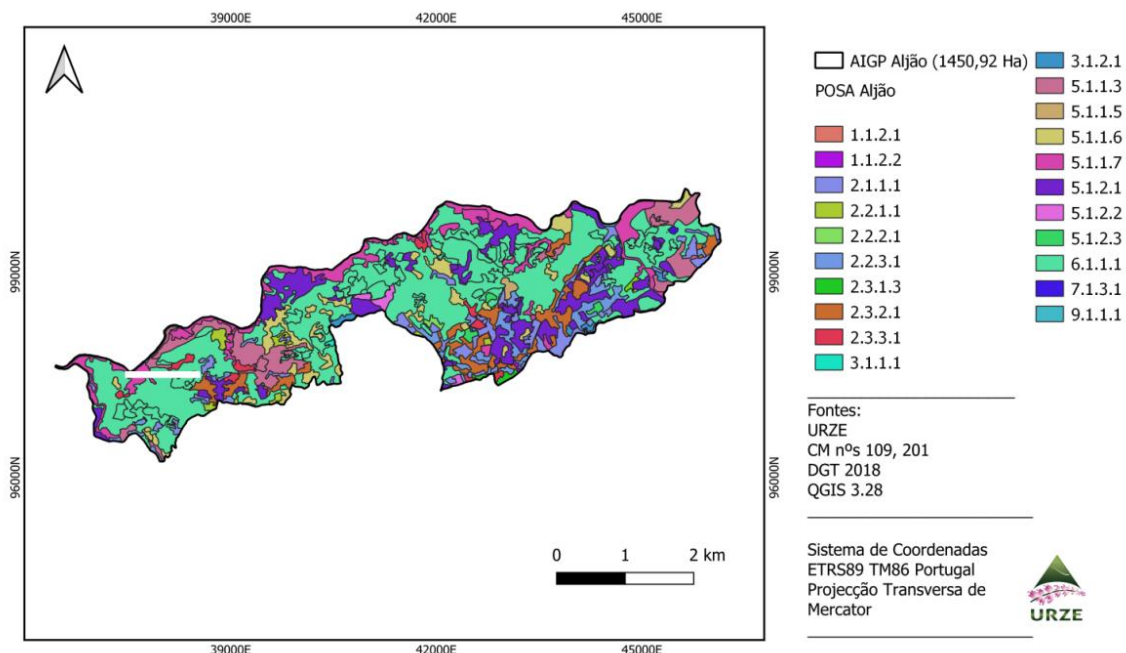 39000E
42000E
45000E
99000N
96000N
99000N
96000N
39000E
42000E
45000E
0 1 2 km
AIGP Aljão (1450,92 Ha)
POSA Aljão
1.1.2.1
1.1.2.2
2.1.1.1
2.2.1.1
2.2.2.1
2.2.3.1
2.3.1.3
2.3.2.1
2.3.3.1
3.1.1.1
3.1.2.1
5.1.1.3
5.1.1.5
5.1.1.6
5.1.1.7
5.1.2.1
5.1.2.2
5.1.2.3
6.1.1.1
7.1.3.1
9.1.1.1
Fontes:
URZE
CM nºs 109, 201
DGT 2018
QGIS 3.28
Sistema de Coordenadas
ETRS89 TM86 Portugal
Projecção Transversa de
Mercator
URZE